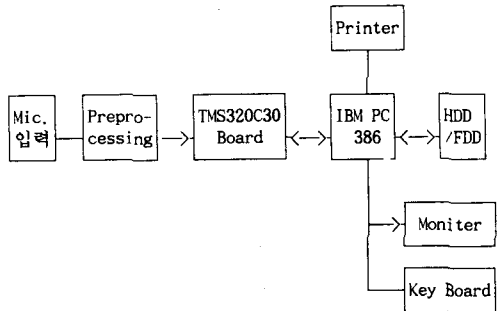 Printer
Mic.
입력
Prepro-
cessing
TMS320C30
Board
IBM PC
386
HDD
/FDD
Moniter
Key Board